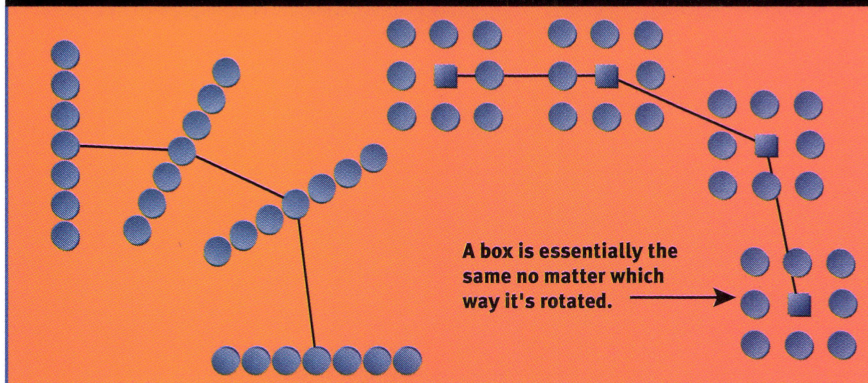 A box is essentially the
same no matter which
way it's rotated.